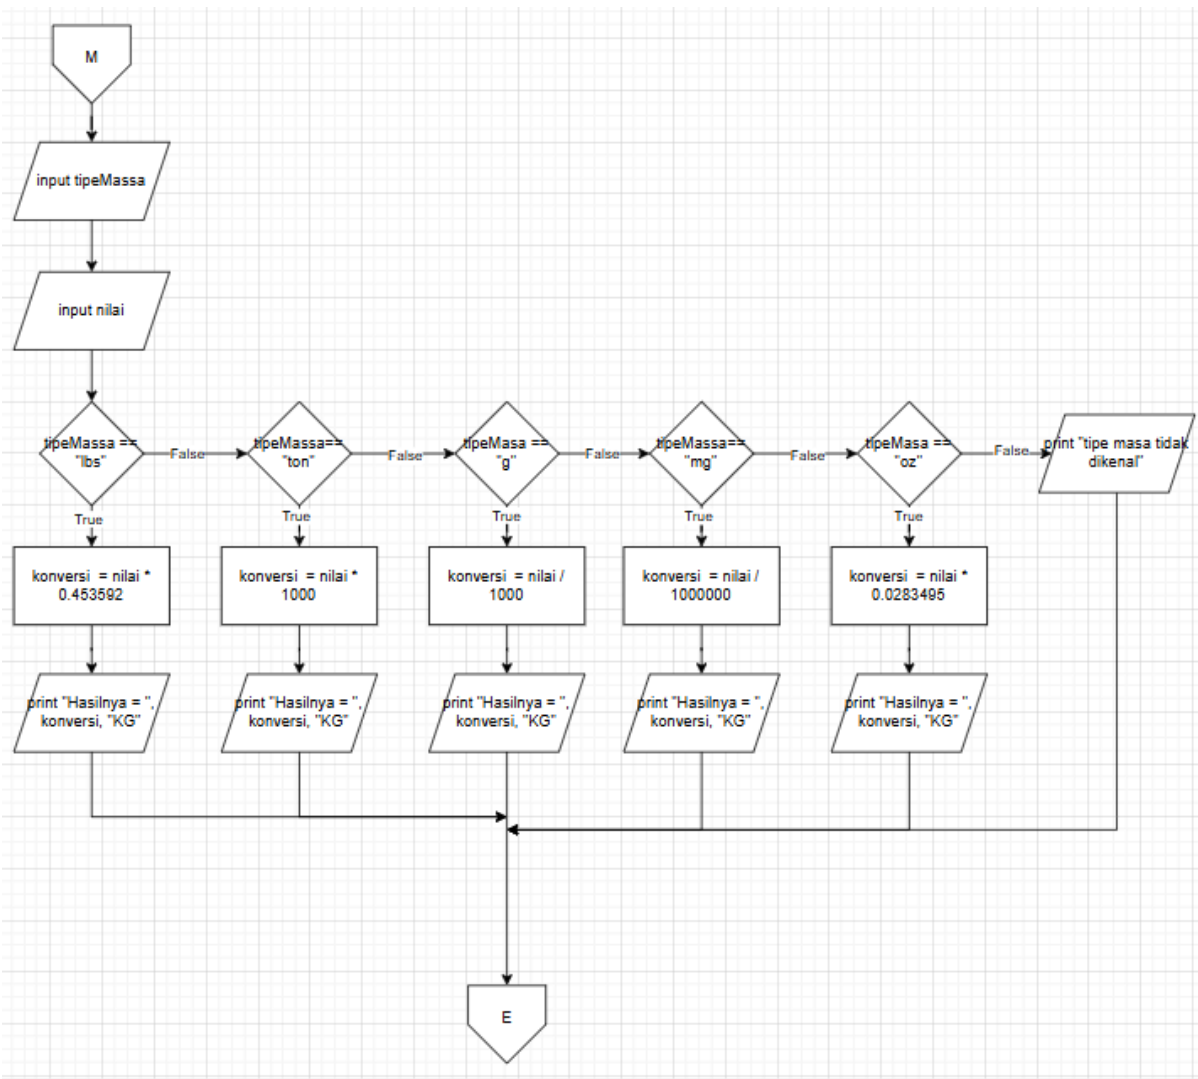 M
input tipeMassa
input nilai
tipeMassa ==
"lbs"
False
tipeMassa==
"ton"
False
tipeMasa ==
"g"
False
tipeMassa==
"mg"
False
tipeMasa ==
"oz"
False
print "tipe masa tidak
dikenal"
True
True
True
True
True
konversi = nilai *
0.453592
konversi = nilai *
1000
konversi = nilai /
1000
konversi = nilai /
1000000
konversi = nilai *
0.0283495
print "Hasilnya = ",
konversi, "KG"
print "Hasilnya = ",
konversi, "KG"
print "Hasilnya = ",
konversi, "KG"
print "Hasilnya = ",
konversi, "KG"
print "Hasilnya = ",
konversi, "KG"
E